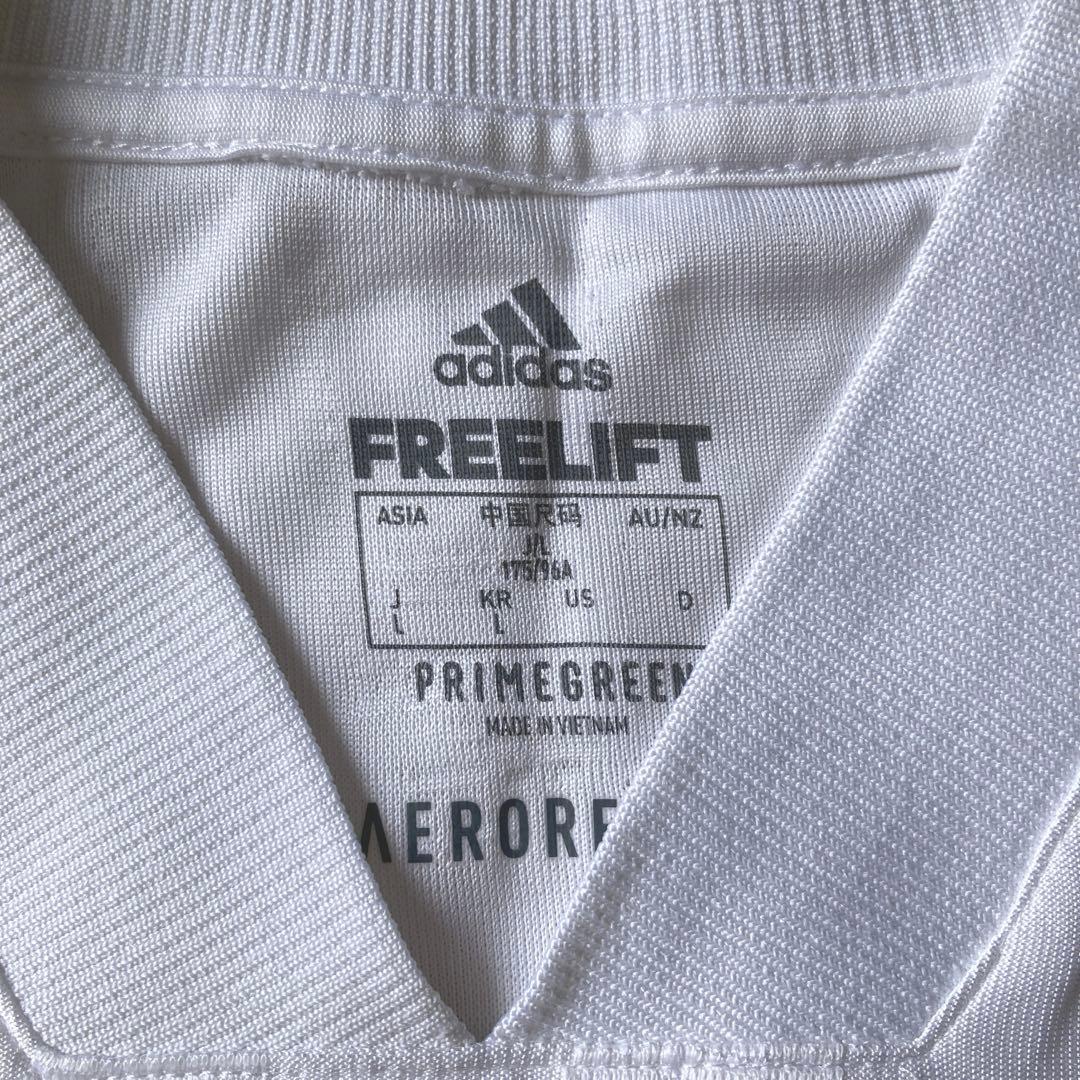 adidas
FREELIFT
ASIA 中国尺码 AU/NZ
J/L
175/96A
J KR US D
L L
PRIMEGREEN
MADE IN VIETNAM
AERORE